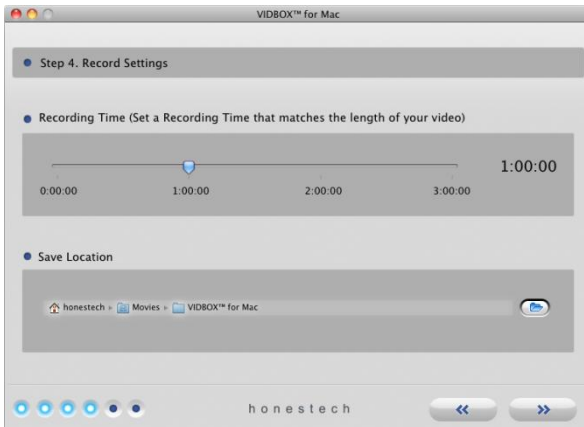 VIDBOX™ for Mac
Step 4. Record Settings
Recording Time (Set a Recording Time that matches the length of your video)
1:00:00
0:00:00 1:00:00 2:00:00 3:00:00
Save Location
honestech ▸ Movies ▸ VIDBOX™ for Mac
honestech